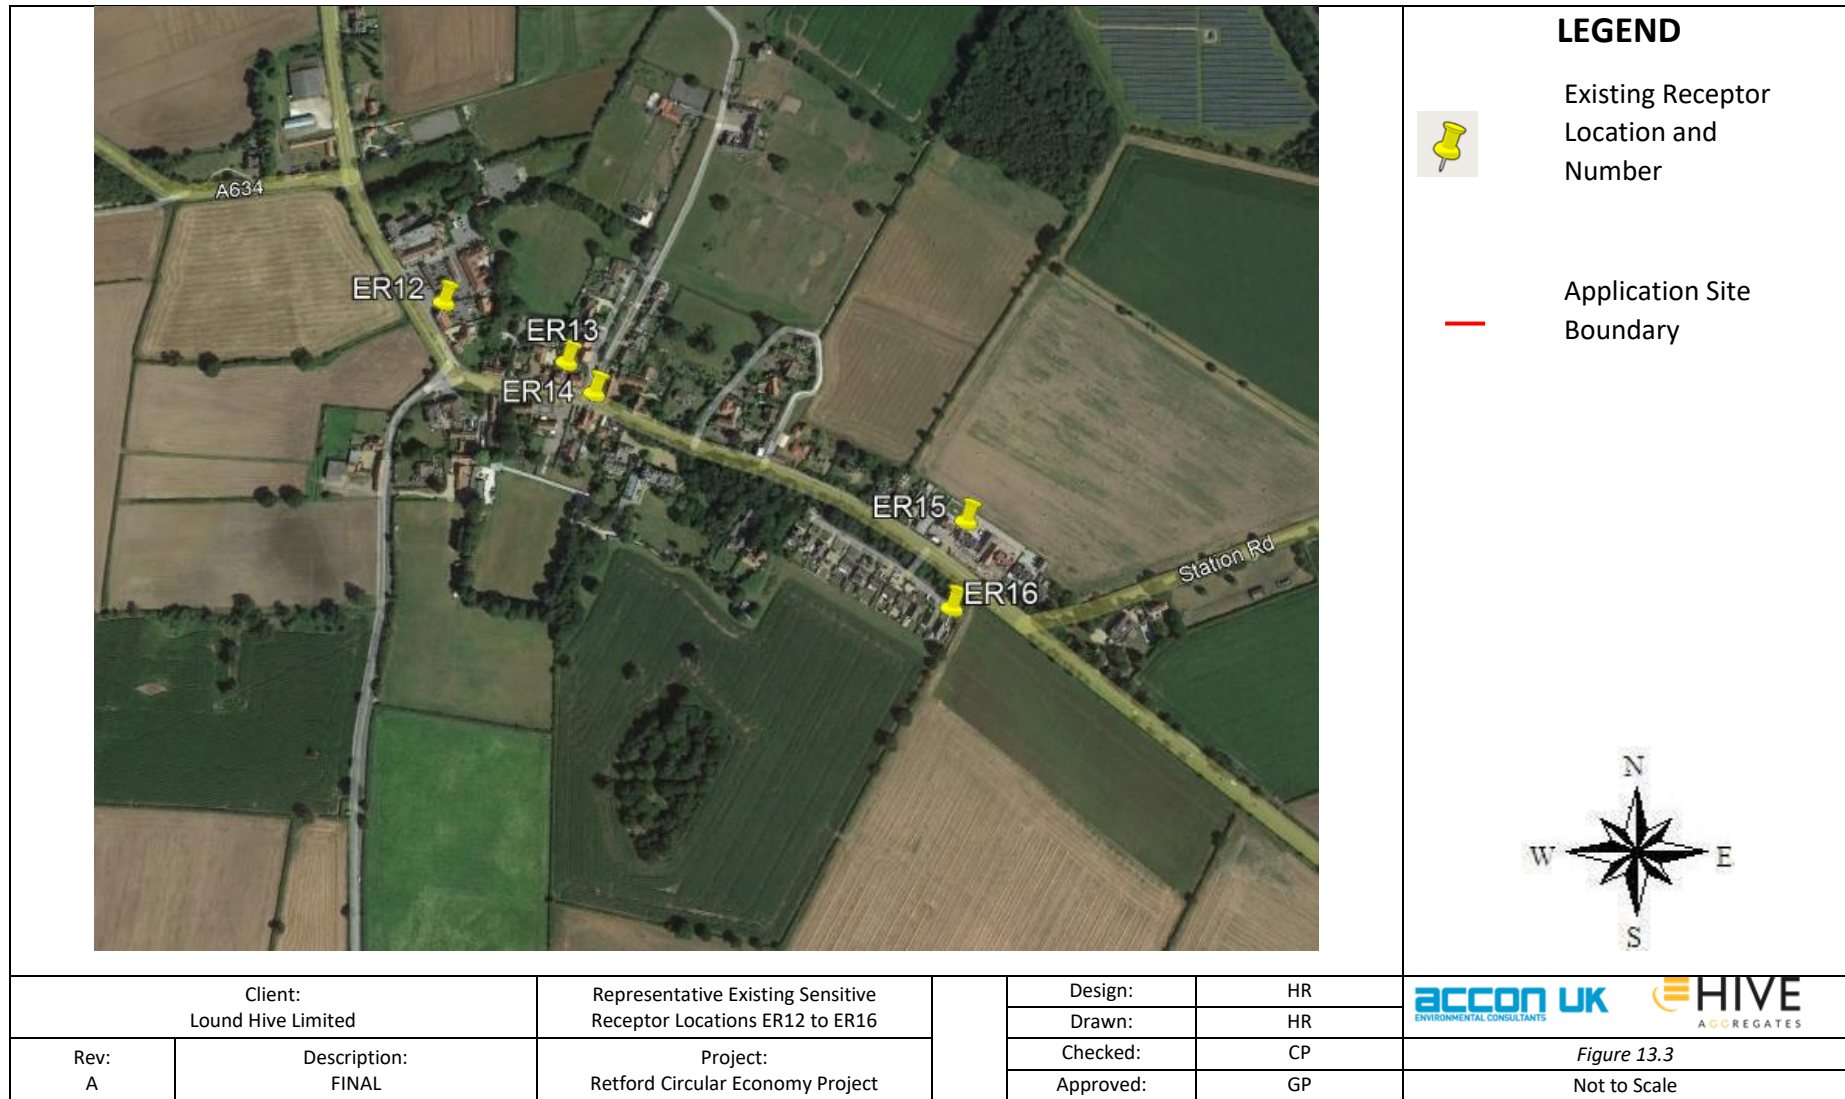 LEGEND
Existing Receptor
Location and
Number
Application Site
Boundary
A634
ER12
ER13
ER14
ER15
ER16
Station Rd
N
W
E
S
Client:
Lound Hive Limited
Representative Existing Sensitive
Receptor Locations ER12 to ER16
Rev:
A
Description:
FINAL
Project:
Retford Circular Economy Project
Design:
HR
Drawn:
HR
Checked:
CP
Approved:
GP
accon UK
ENVIRONMENTAL CONSULTANTS
HIVE
AGGREGATES
Figure 13.3
Not to Scale